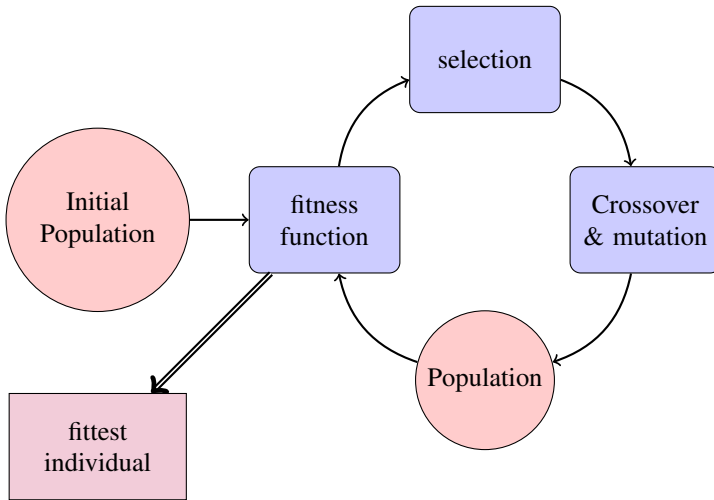 selection
Initial
Population
fitness
function
Crossover
& mutation
Population
fittest
individual